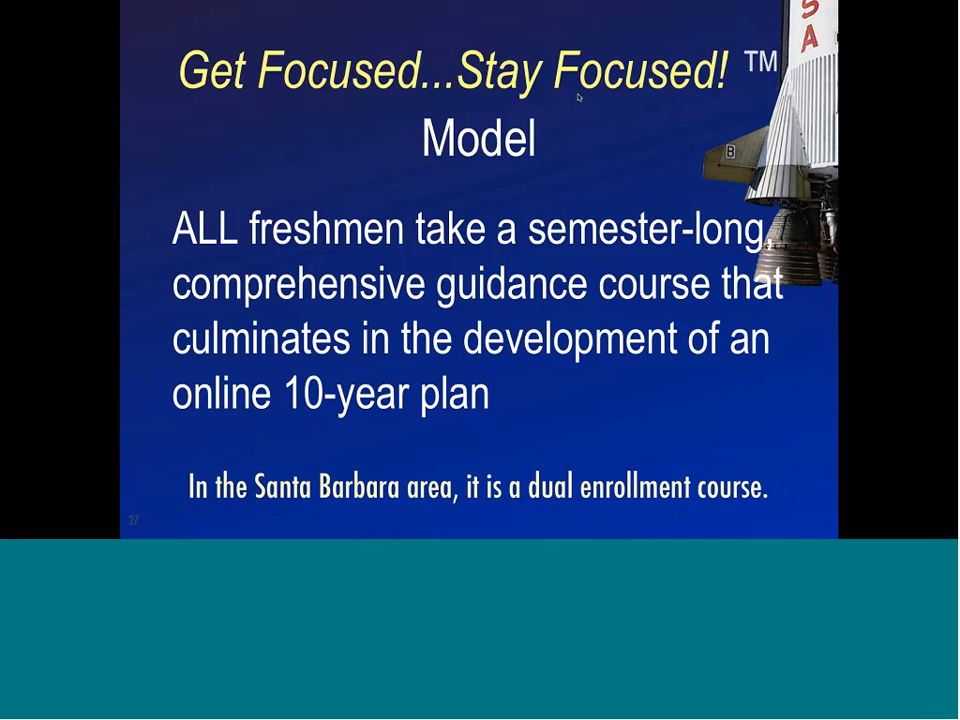 S
A
Get Focused...Stay Focused! ™
Model
B
ALL freshmen take a semester-long,
comprehensive guidance course that
culminates in the development of an
online 10-year plan
In the Santa Barbara area, it is a dual enrollment course.
27